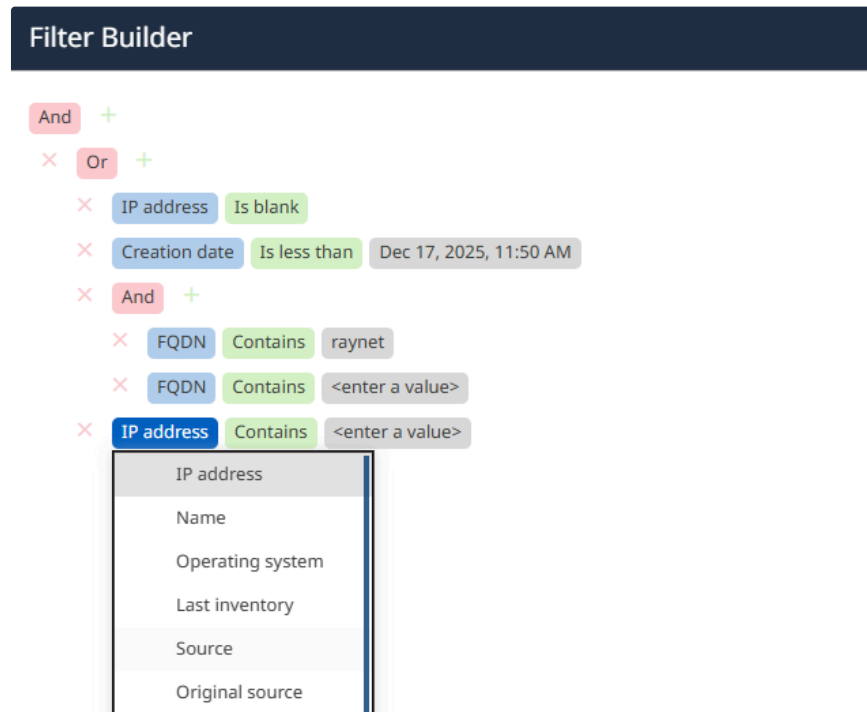 Filter Builder
And +
× Or +
× IP address Is blank
× Creation date Is less than Dec 17, 2025, 11:50 AM
× And +
× FQDN Contains raynet
× FQDN Contains <enter a value>
× IP address Contains <enter a value>
IP address
Name
Operating system
Last inventory
Source
Original source